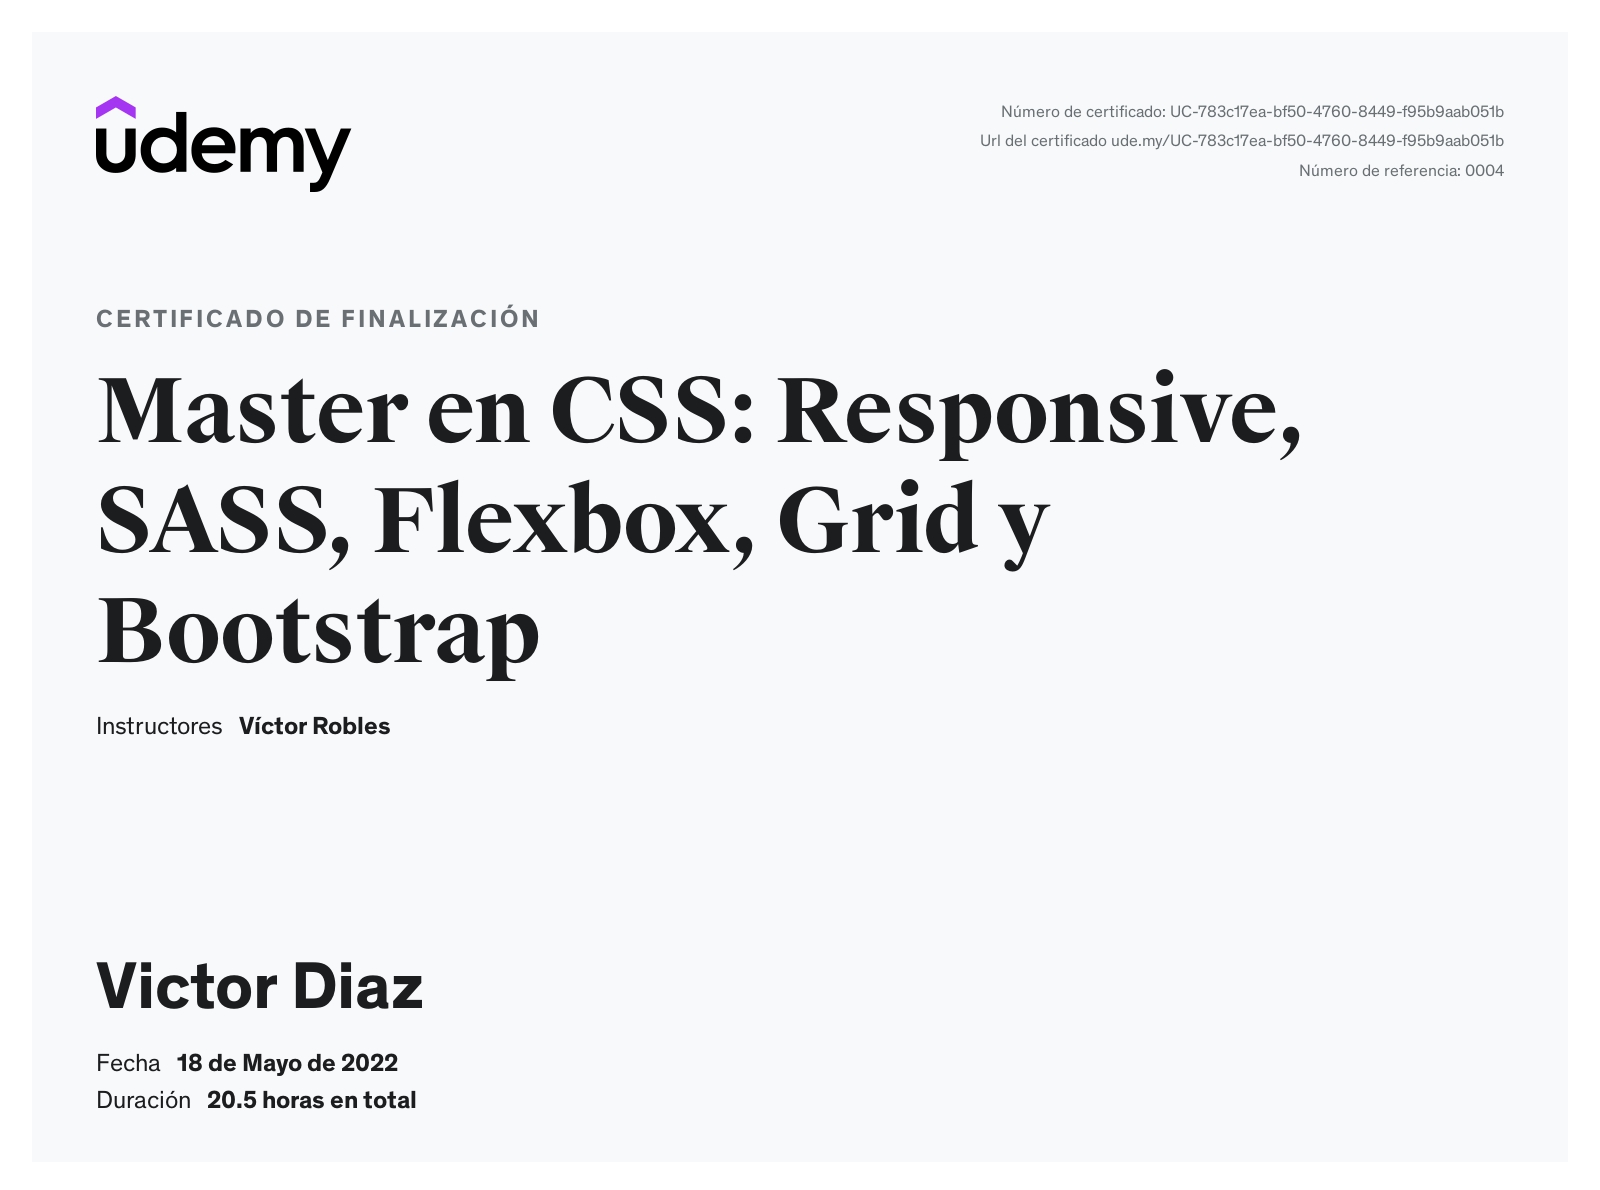 udemy
Número de certificado: UC-783c17ea-bf50-4760-8449-f95b9aab051b
Url del certificado ude.my/UC-783c17ea-bf50-4760-8449-f95b9aab051b
Número de referencia: 0004
CERTIFICADO DE FINALIZACIÓN
Master en CSS: Responsive,
SASS, Flexbox, Grid y
Bootstrap
Instructores Víctor Robles
Victor Diaz
Fecha 18 de Mayo de 2022
Duración 20.5 horas en total